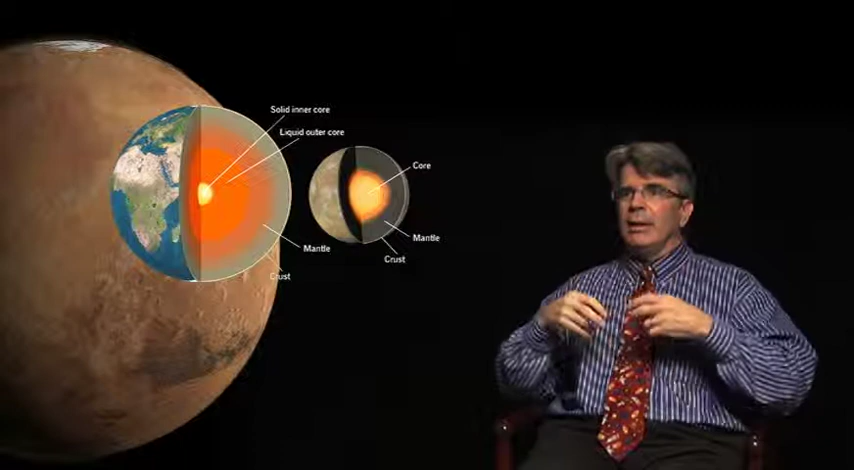 Solid inner core
Liquid outer core
Mantle
Crust
Core
Mantle
Crust